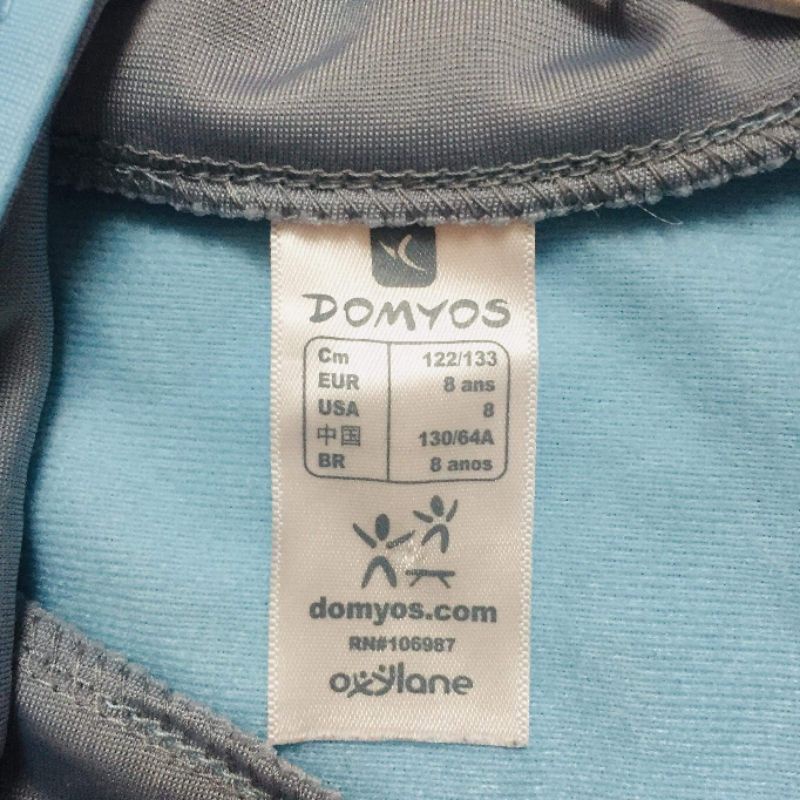 DOMYOS
Cm 122/133
EUR 8 ans
USA 8
中国 130/64A
BR 8 anos
domyos.com
RN#106987
oxylane